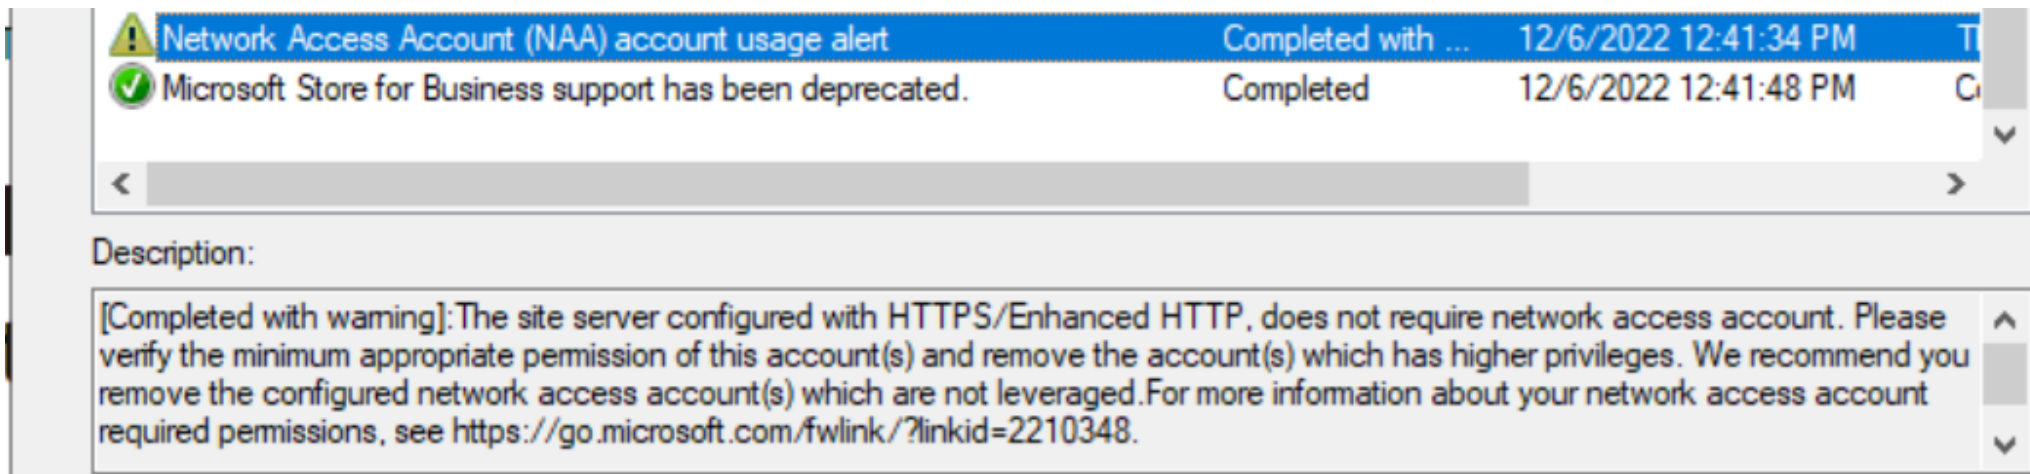 Network Access Account (NAA) account usage alert Completed with ... 12/6/2022 12:41:34 PM
Microsoft Store for Business support has been deprecated. Completed 12/6/2022 12:41:48 PM
Description:
[Completed with warning]:The site server configured with HTTPS/Enhanced HTTP, does not require network access account. Please
verify the minimum appropriate permission of this account(s) and remove the account(s) which has higher privileges. We recommend you
remove the configured network access account(s) which are not leveraged.For more information about your network access account
required permissions, see https://go.microsoft.com/fwlink/?linkid=2210348.